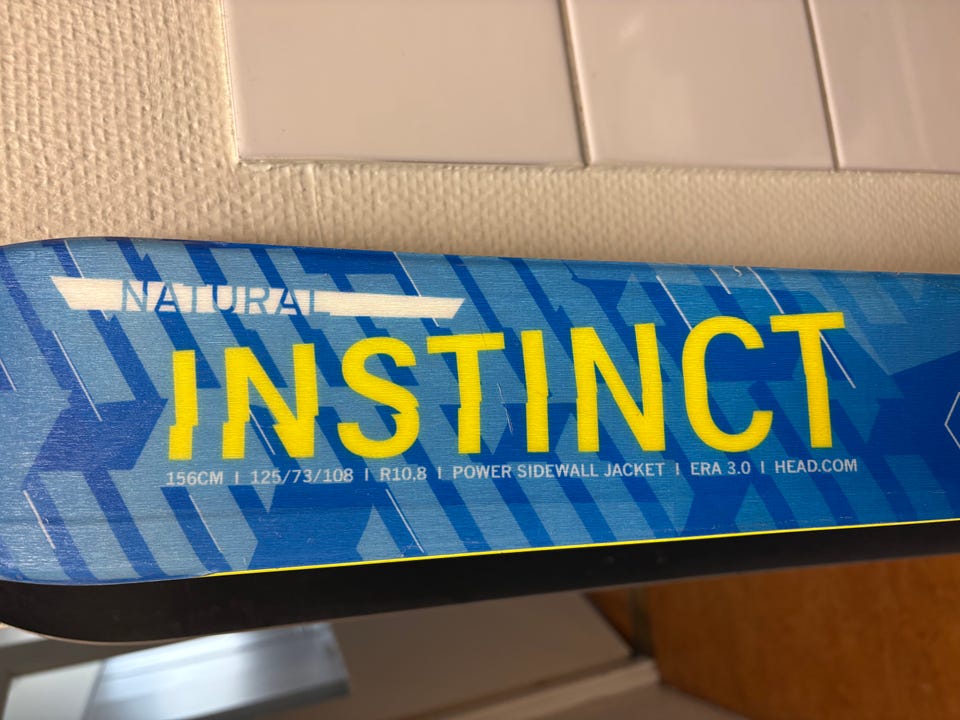 NATURAL
INSTINCT
156CM I 125/73/108 I R10.8 I POWER SIDEWALL JACKET I ERA 3.0 I HEAD.COM